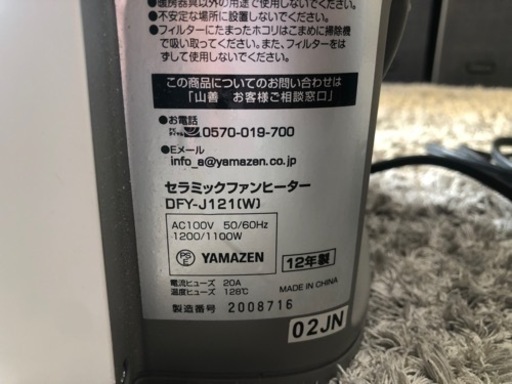 ●暖房器具以外の用途で使用しないでください。
●不安定な場所に設置しないでください。
●フィルターにたまったホコリはこまめに掃除機
で吸い取ってください。また、フィルターをは
ずして使用しないでください。
この商品についてのお問い合わせは
「山善 お客様ご相談窓口」
●お電話
0570-019-700
●Eメール
info_a@yamazen.co.jp
セラミックファンヒーター
DFY-J121(W)
AC100V 50/60Hz
1200/1100W
PSE YAMAZEN
12年製
電流ヒューズ 20A
温度ヒューズ 128℃
MADE IN CHINA
製造番号 2008716
02JN